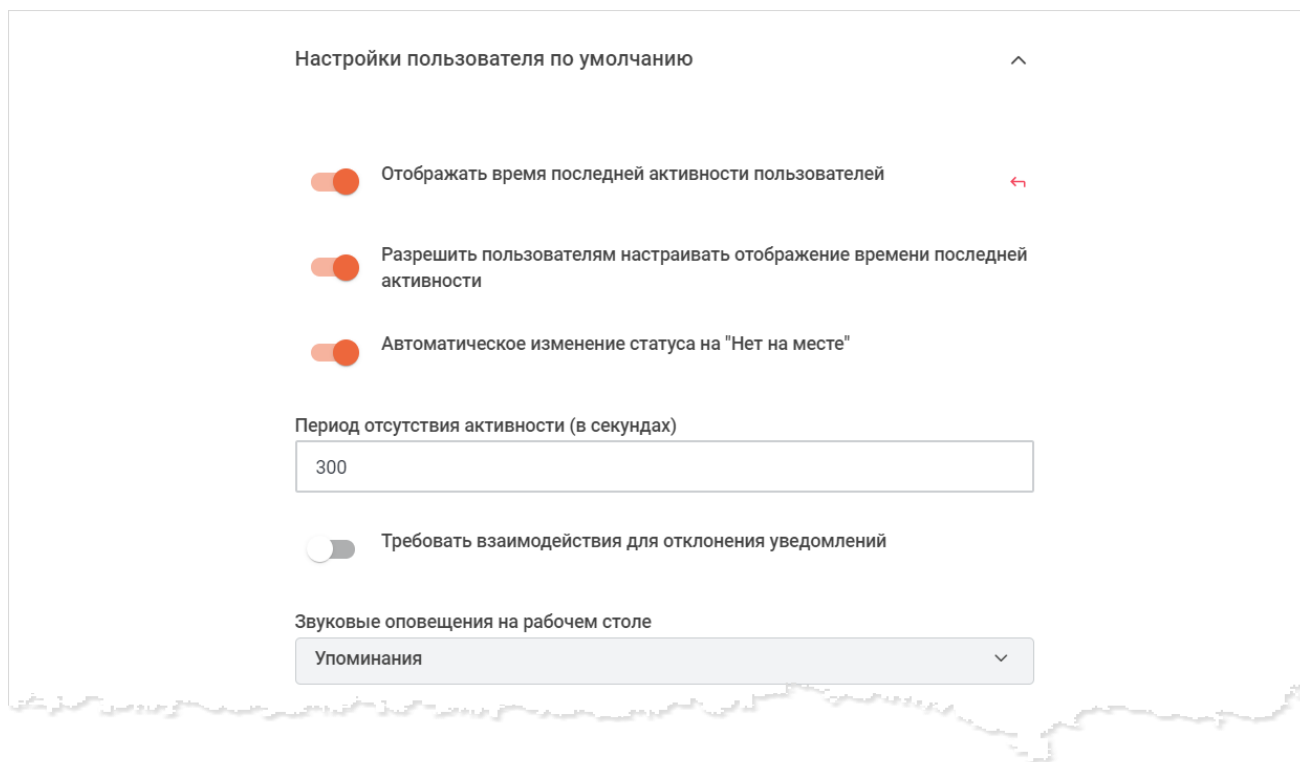 Настройки пользователя по умолчанию
Отображать время последней активности пользователей
Разрешить пользователям настраивать отображение времени последней
активности
Автоматическое изменение статуса на "Нет на месте"
Период отсутствия активности (в секундах)
300
Требовать взаимодействия для отклонения уведомлений
Звуковые оповещения на рабочем столе
Упоминания